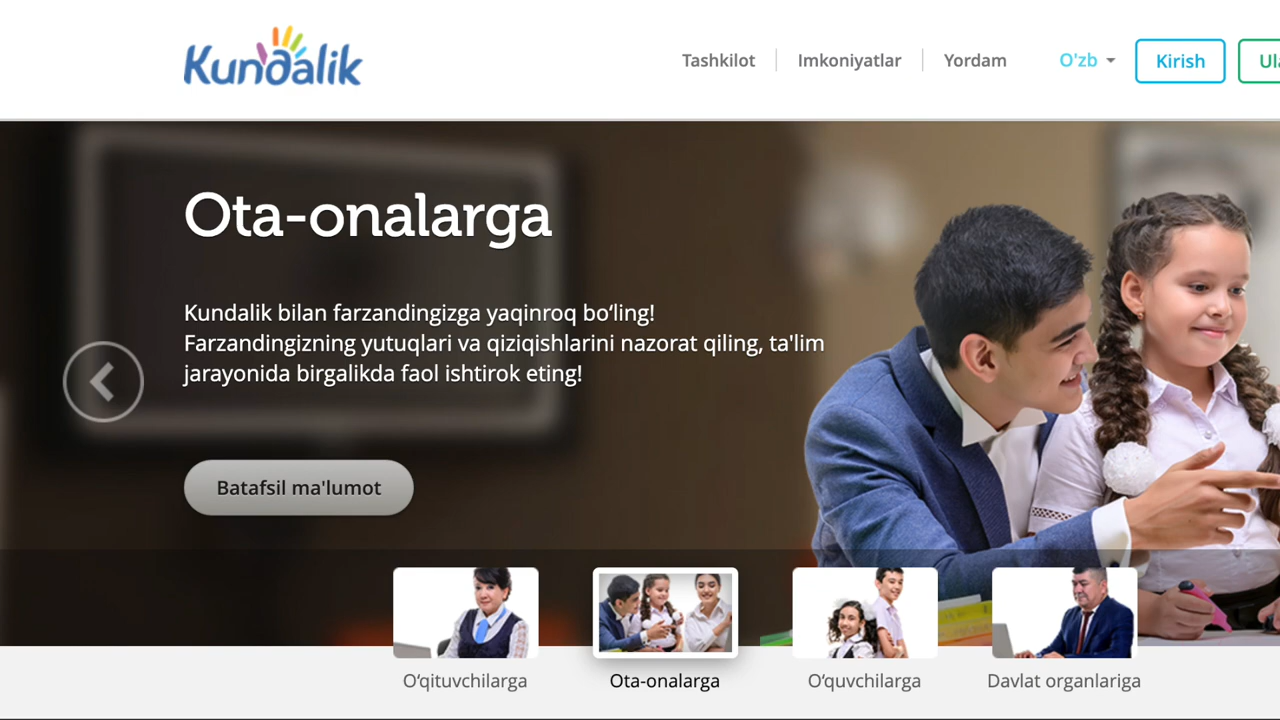 Kundalik
Tashkilot
Imkoniyatlar
Yordam
O'zb
Kirish
Ota-onalarga
Kundalik bilan farzandingizga yaqinroq bo‘ling!
Farzandingizning yutuqlari va qiziqishlarini nazorat qiling, ta'lim
jarayonida birgalikda faol ishtirok eting!
Batafsil ma'lumot
O‘qituvchilarga
Ota-onalarga
O‘quvchilarga
Davlat organlariga